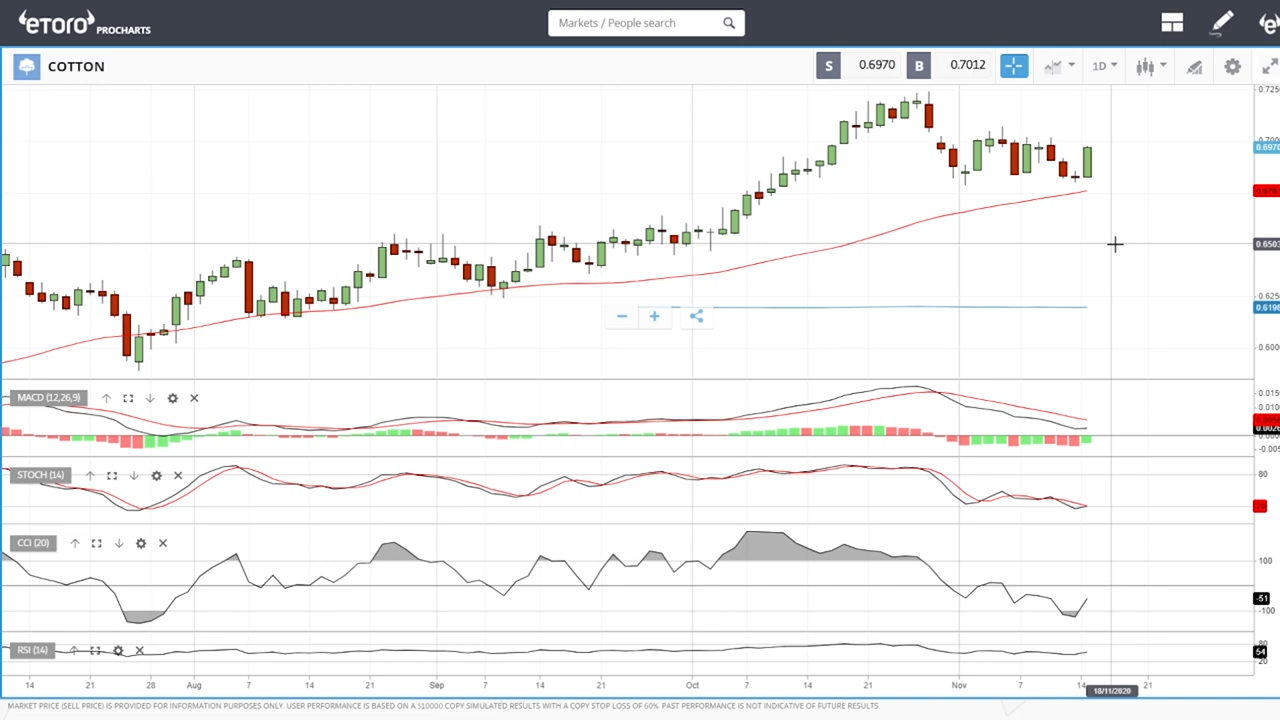 eToro PROCHARTS
Markets / People search
COTTON
S 0.6970 B 0.7012 1D
0.725
0.700
0.6970
0.6503
0.625
0.6198
0.600
MACD (12,26,9)
0.015
0.010
0.0026
0.000
-0.005
STOCH (14)
80
CCI (20)
100
-51
-100
RSI (14)
80
54
20
14 21 28 Aug 7 14 21 Sep 7 14 21 Oct 7 14 21 Nov 7 14 18/11/2020 21
MARKET PRICE (SELL PRICE) IS PROVIDED FOR INFORMATION PURPOSES ONLY. USER PERFORMANCE IS BASED ON A $10000 COPY SIMULATED RESULTS WITH A COPY STOP LOSS OF 60%. PAST PERFORMANCE IS NOT INDICATIVE OF FUTURE RESULTS.